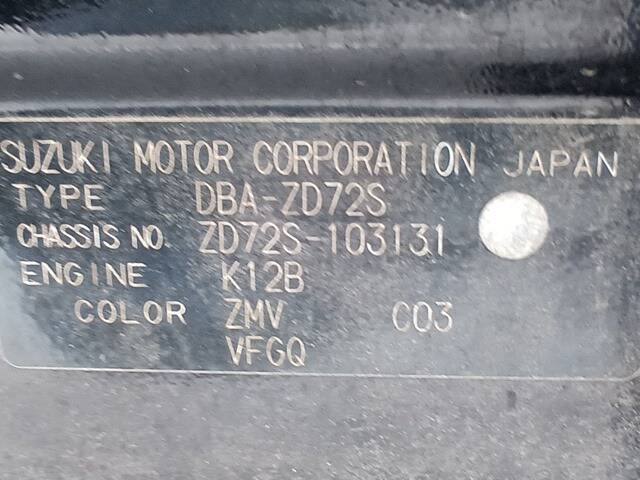 SUZUKI MOTOR CORPORATION JAPAN
TYPE DBA-ZD72S
CHASSIS NO. ZD72S-103131
ENGINE K12B
COLOR ZMV C03
VFGQ